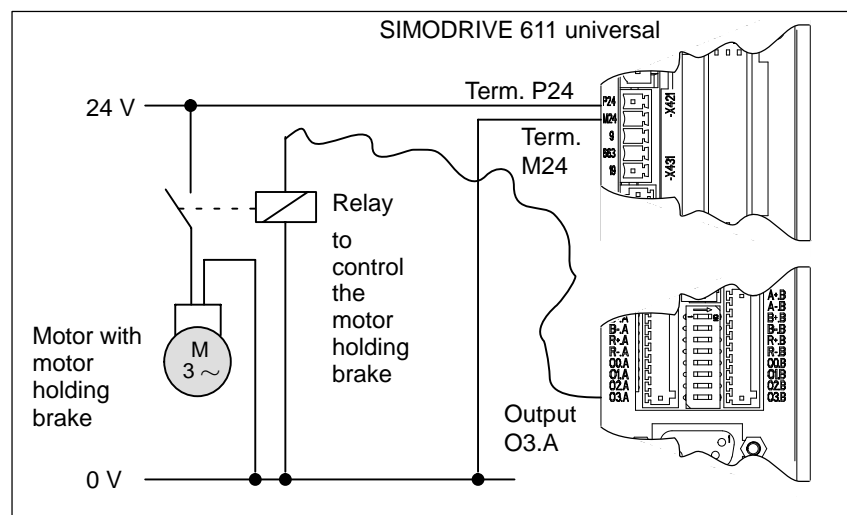 SIMODRIVE 611 universal
24 V
Term. P24
Term.
M24
P24
M24
9
663
19
-X421
-X431
Relay
to
control
the
motor
holding
brake
Motor with
motor
holding
brake
M
3 ~
B-.A
R+.A
R-.A
O0.A
O1.A
O2.A
O3.A
A+.B
A-.B
B+.B
B-.B
R+.B
R-.B
O0.B
O1.B
O2.B
O3.B
Output
O3.A
0 V